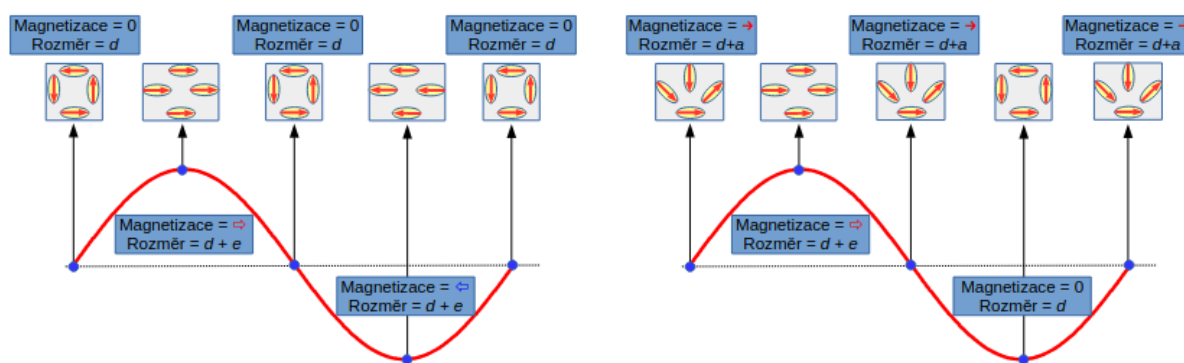 Magnetizace = 0
Rozměr = d
Magnetizace = 0
Rozměr = d
Magnetizace = 0
Rozměr = d
Magnetizace = ⇨
Rozměr = d + e
Magnetizace = ⇦
Rozměr = d + e
Magnetizace = →
Rozměr = d+a
Magnetizace = →
Rozměr = d+a
Magnetizace =
Rozměr = d+a
Magnetizace = ⇨
Rozměr = d + e
Magnetizace = 0
Rozměr = d